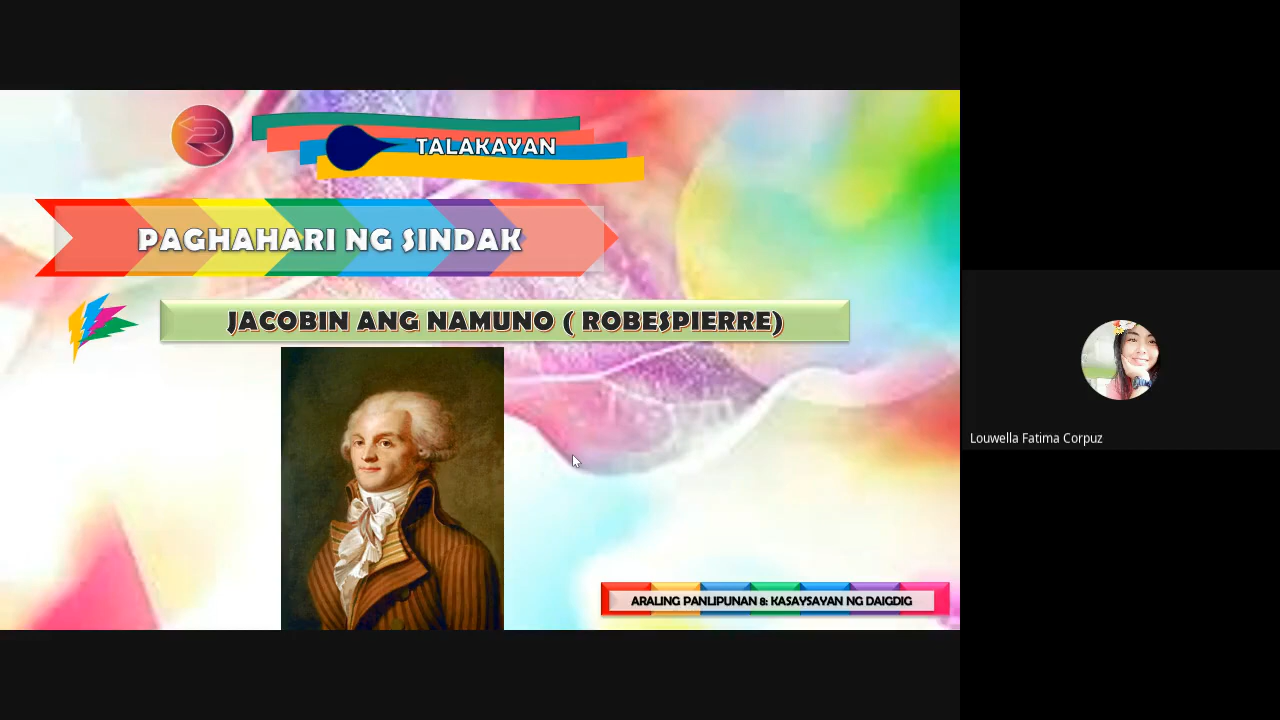 TALAKAYAN
PAGHAHARI NG SINDAK
JACOBIN ANG NAMUNO ( ROBESPIERRE)
Louwella Fatima Corpuz
ARALING PANLIPUNAN 8: KASAYSAYAN NG DAIGDIG